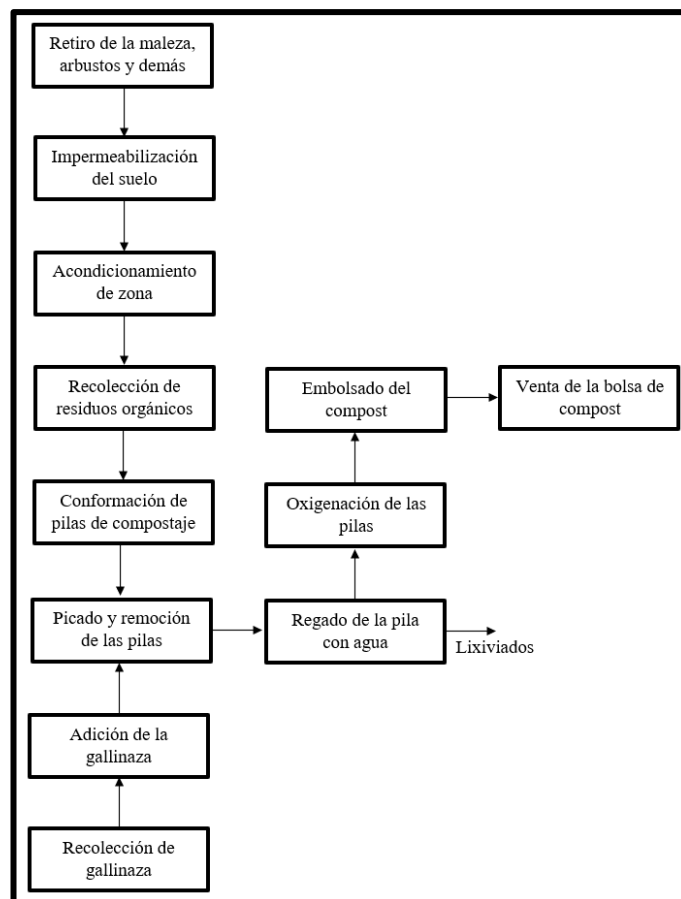 Retiro de la maleza,
arbustos y demás
Impermeabilización
del suelo
Acondicionamiento
de zona
Recolección de
residuos orgánicos
Embolsado del
compost
Venta de la bolsa de
compost
Conformación de
pilas de compostaje
Oxigenación de las
pilas
Picado y remoción
de las pilas
Regado de la pila
con agua
Lixiviados
Adición de la
gallinaza
Recolección de
gallinaza